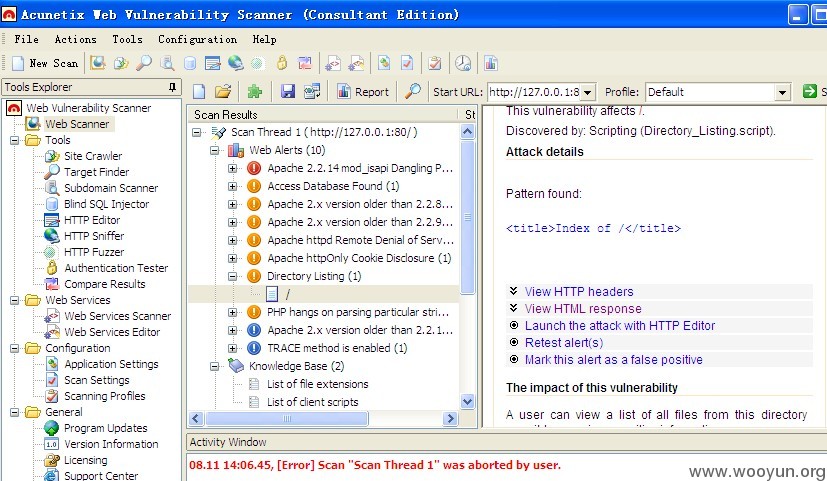 Acunetix Web Vulnerability Scanner (Consultant Edition)
File Actions Tools Configuration Help
New Scan
Tools Explorer
Report
Start URL: http://127.0.0.1:8
Profile: Default
S
Web Vulnerability Scanner
Web Scanner
Tools
Site Crawler
Target Finder
Subdomain Scanner
Blind SQL Injector
HTTP Editor
HTTP Sniffer
HTTP Fuzzer
Authentication Tester
Compare Results
Web Services
Web Services Scanner
Web Services Editor
Configuration
Application Settings
Scan Settings
Scanning Profiles
General
Program Updates
Version Information
Licensing
Support Center
Scan Results
St
Scan Thread 1 ( http://127.0.0.1:80/ )
Web Alerts (10)
Apache 2.2.14 mod_isapi Dangling P...
Access Database Found (1)
Apache 2.x version older than 2.2.8...
Apache 2.x version older than 2.2.9...
Apache httpd Remote Denial of Serv...
Apache httpOnly Cookie Disclosure (1)
Directory Listing (1)
/
PHP hangs on parsing particular stri...
Apache 2.x version older than 2.2.1...
TRACE method is enabled (1)
Knowledge Base (2)
List of file extensions
List of client scripts
This vulnerability affects /.
Discovered by: Scripting (Directory_Listing.script).
Attack details
Pattern found:
<title>Index of /</title>
View HTTP headers
View HTML response
Launch the attack with HTTP Editor
Retest alert(s)
Mark this alert as a false positive
The impact of this vulnerability
A user can view a list of all files from this directory
Activity Window
08.11 14:06.45, [Error] Scan "Scan Thread 1" was aborted by user.
www.wooyun.org